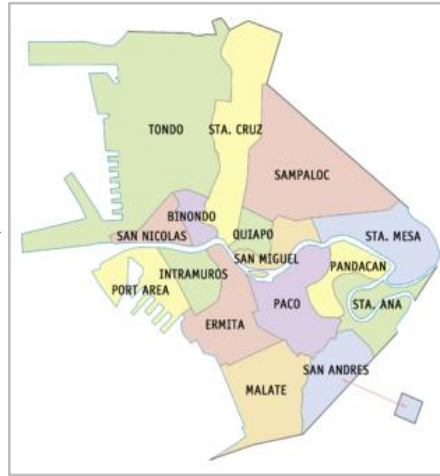 TONDO
STA. CRUZ
SAMPALOC
BINONDO
SAN NICOLAS
QUIAPO
STA. MESA
SAN MIGUEL
PANDACAN
INTRAMUROS
PORT AREA
PACO
STA. ANA
ERMITA
SAN ANDRES
MALATE